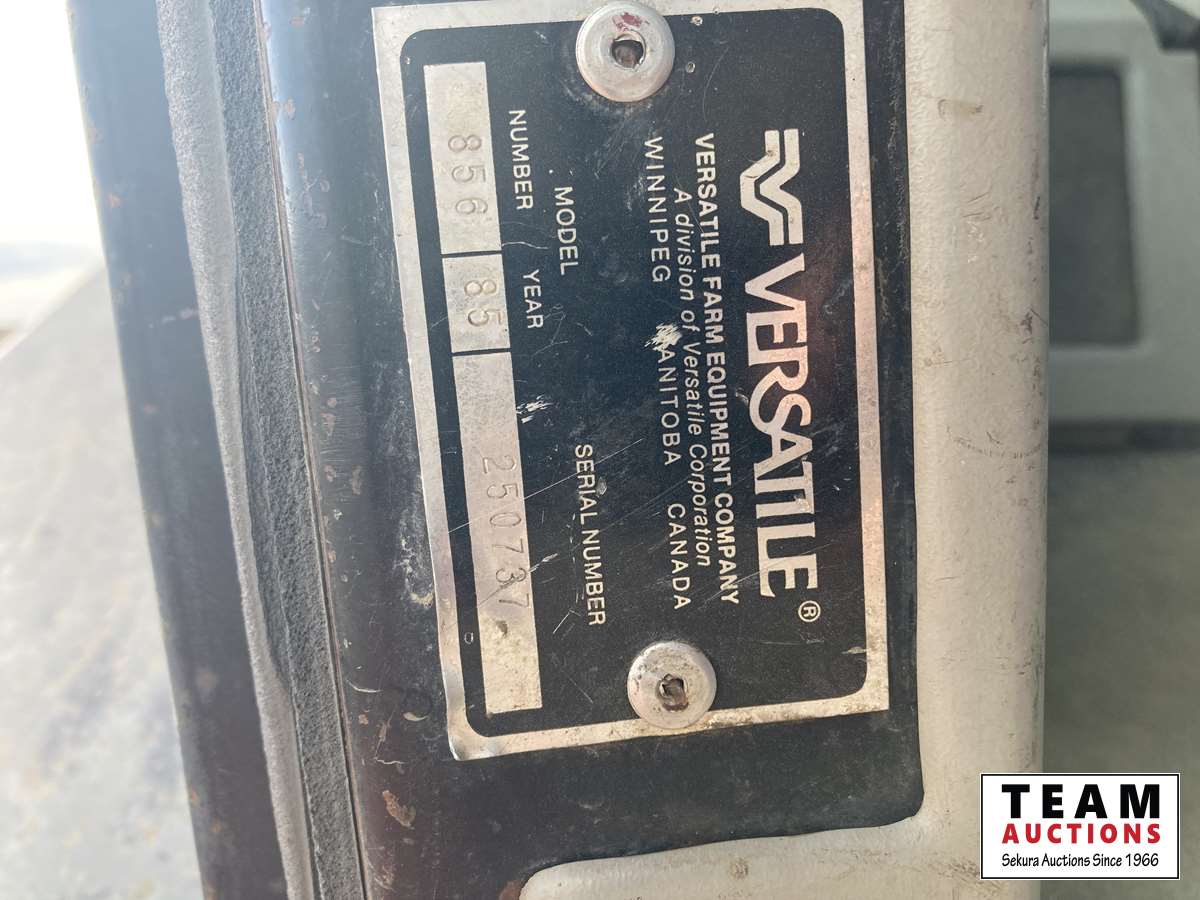 VERSATILE®
VERSATILE FARM EQUIPMENT COMPANY
A division of Versatile Corporation
WINNIPEG ANITOBA CANADA
MODEL SERIAL NUMBER
NUMBER YEAR
856 85 250737
TEAM
AUCTIONS
Sekura Auctions Since 1966